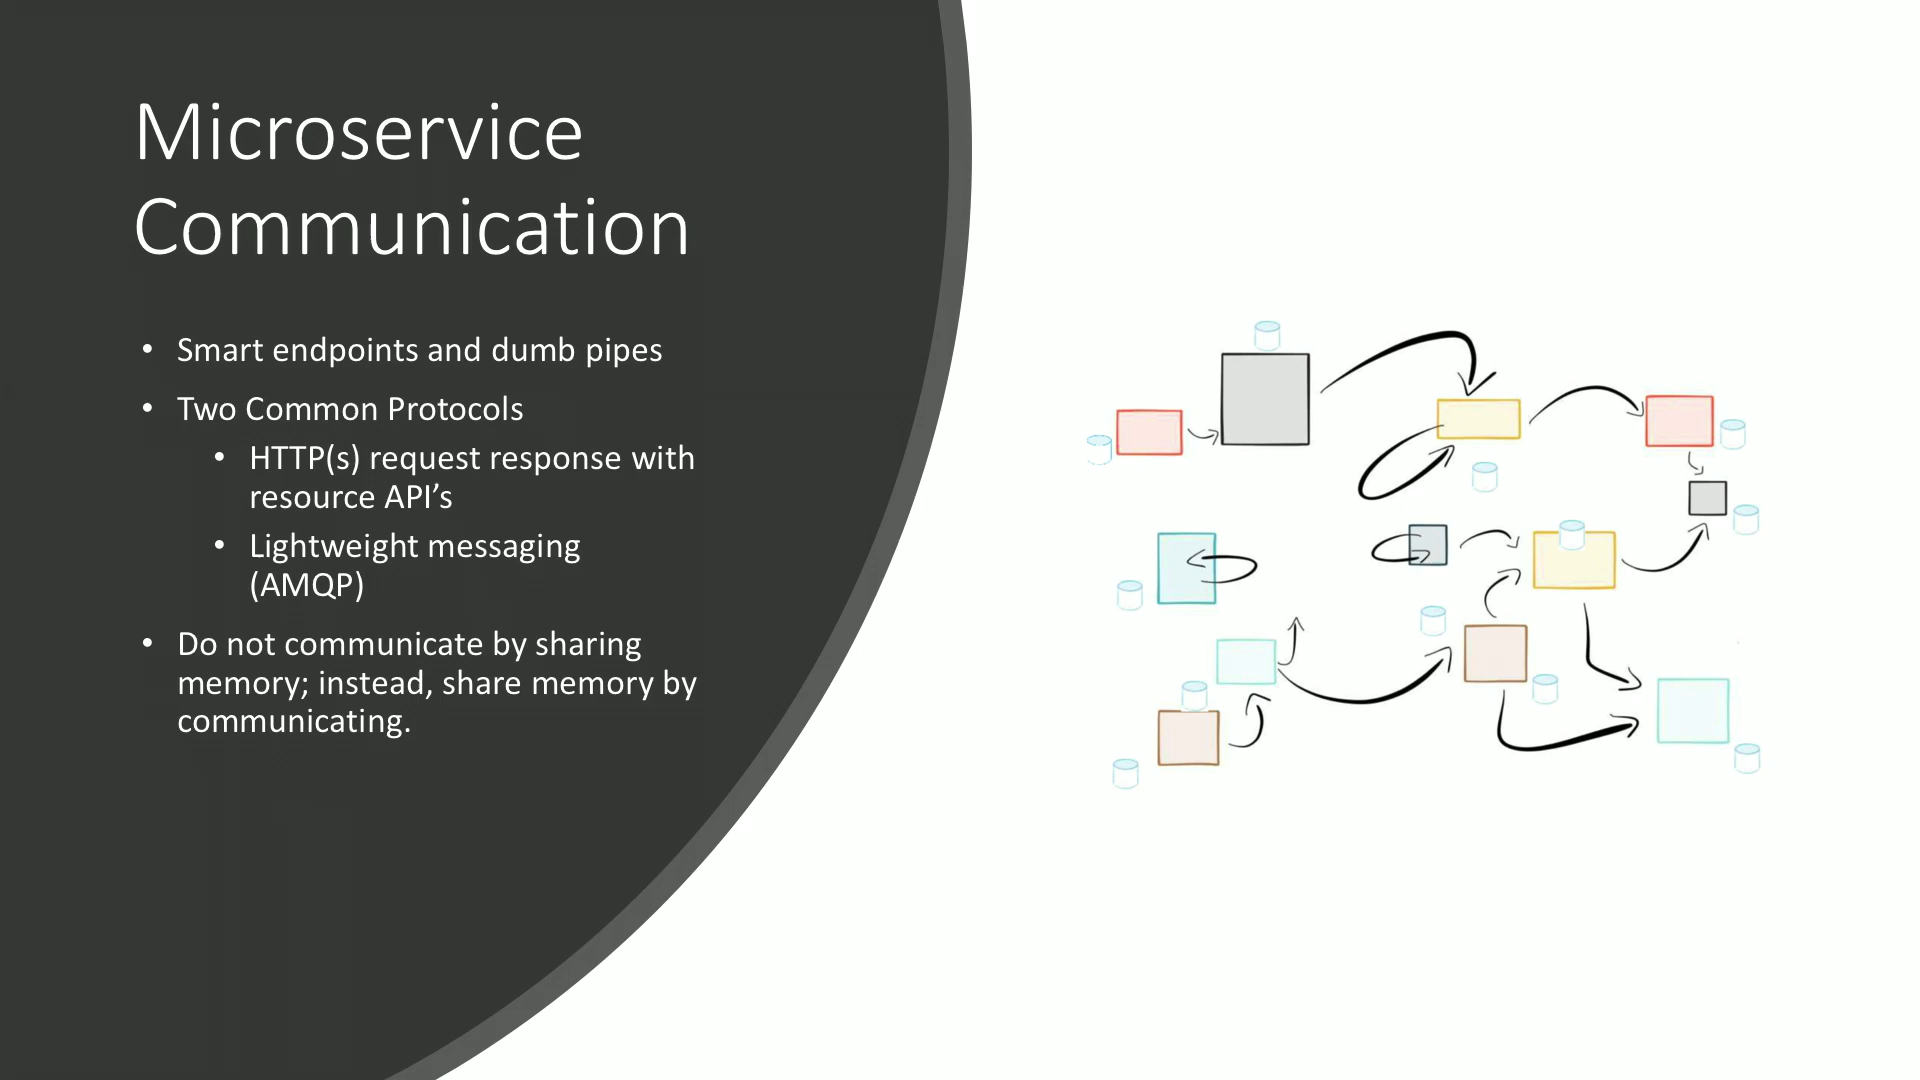 Microservice
Communication
• Smart endpoints and dumb pipes
• Two Common Protocols
• HTTP(s) request response with
resource API’s
• Lightweight messaging
(AMQP)
• Do not communicate by sharing
memory; instead, share memory by
communicating.